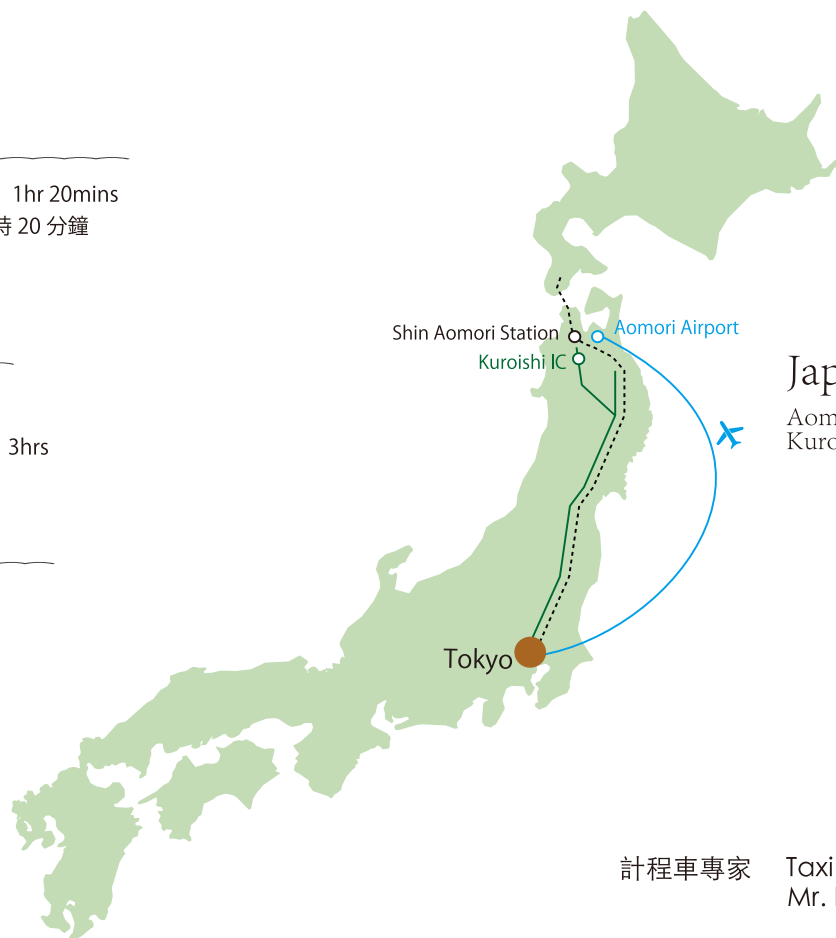 1hr 20mins
時 20 分鐘
Shin Aomori Station
Aomori Airport
Kuroishi IC
Jap
Aom
Kuro
3hrs
Tokyo
計程車專家
Taxi
Mr.